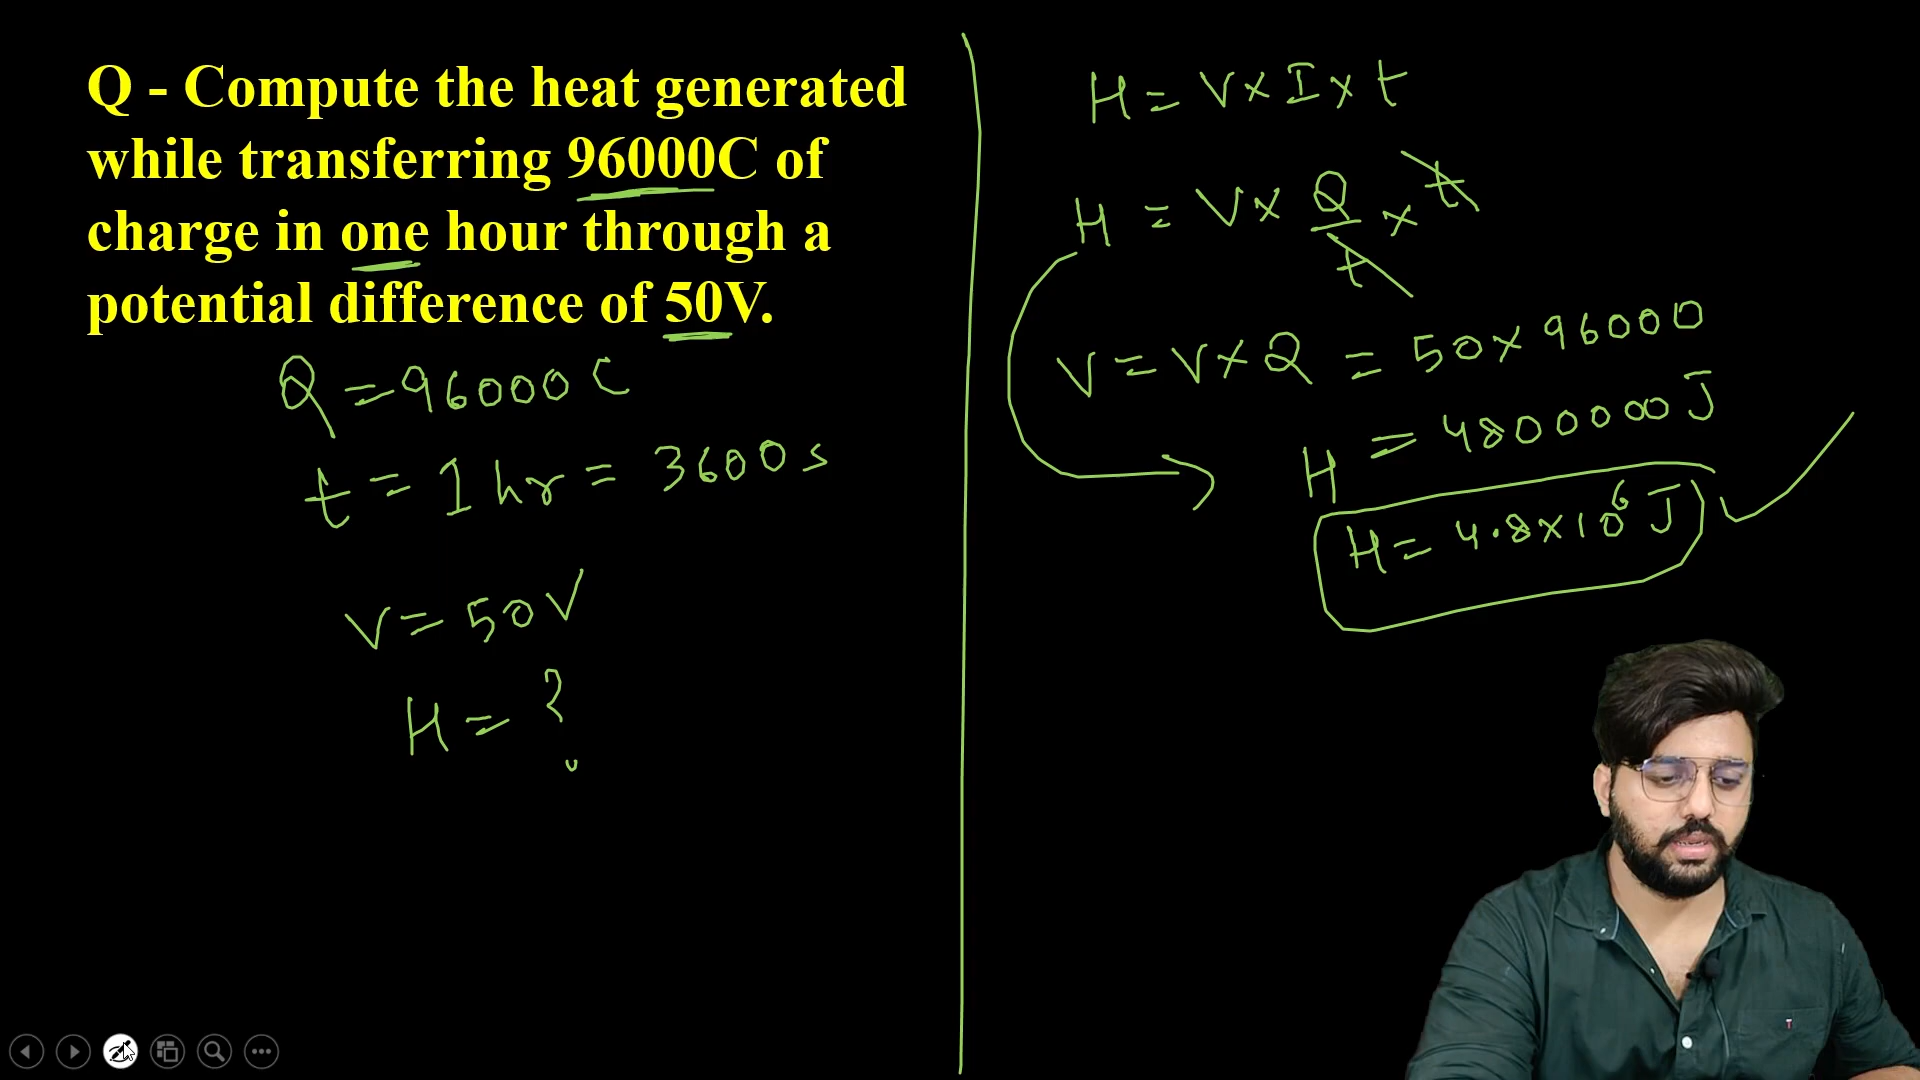 Q - Compute the heat generated
while transferring 96000C of
charge in one hour through a
potential difference of 50V.
Q = 96000 C
t = 1 hr = 3600 s
V = 50V
H = ?
H = V × I × t
H = V × Q/t × t
V = V × Q = 50 × 96000
H = 4800000 J
H = 4.8 × 10⁶ J